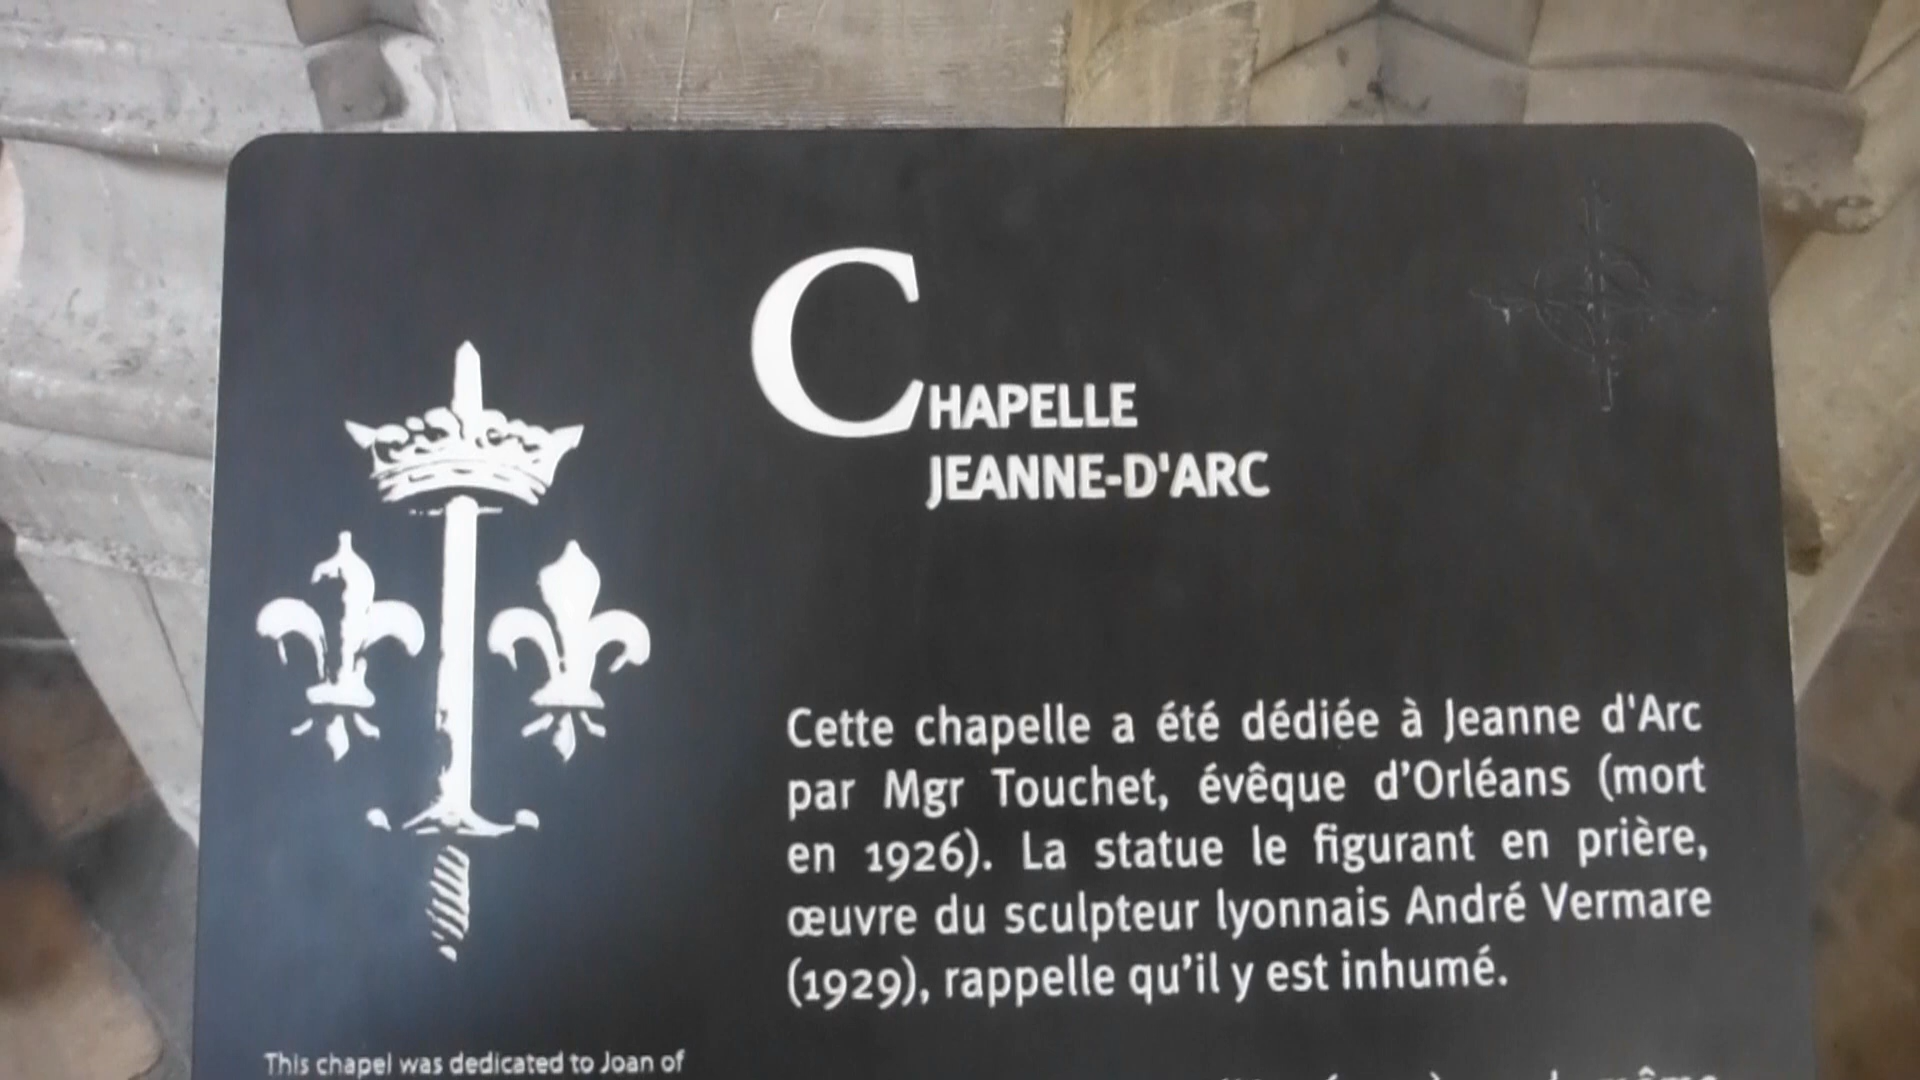 CHAPELLE
JEANNE-D'ARC
Cette chapelle a été dédiée à Jeanne d'Arc
par Mgr Touchet, évêque d’Orléans (mort
en 1926). La statue le figurant en prière,
œuvre du sculpteur lyonnais André Vermare
(1929), rappelle qu’il y est inhumé.
This chapel was dedicated to Joan of
même